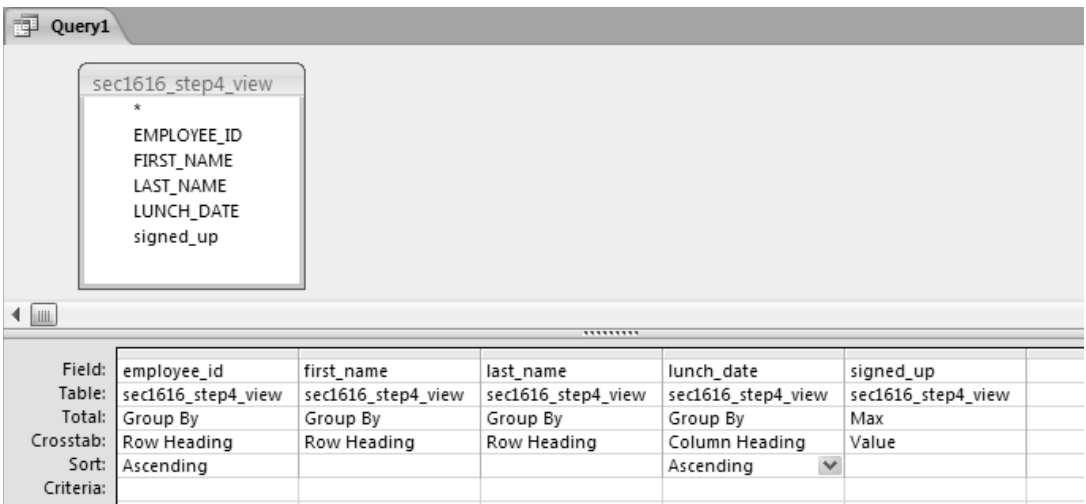 Query1
sec1616_step4_view
*
EMPLOYEE_ID
FIRST_NAME
LAST_NAME
LUNCH_DATE
signed_up
Field: employee_id first_name last_name lunch_date signed_up
Table: sec1616_step4_view sec1616_step4_view sec1616_step4_view sec1616_step4_view sec1616_step4_view
Total: Group By Group By Group By Group By Max
Crosstab: Row Heading Row Heading Row Heading Column Heading Value
Sort: Ascending Ascending
Criteria: